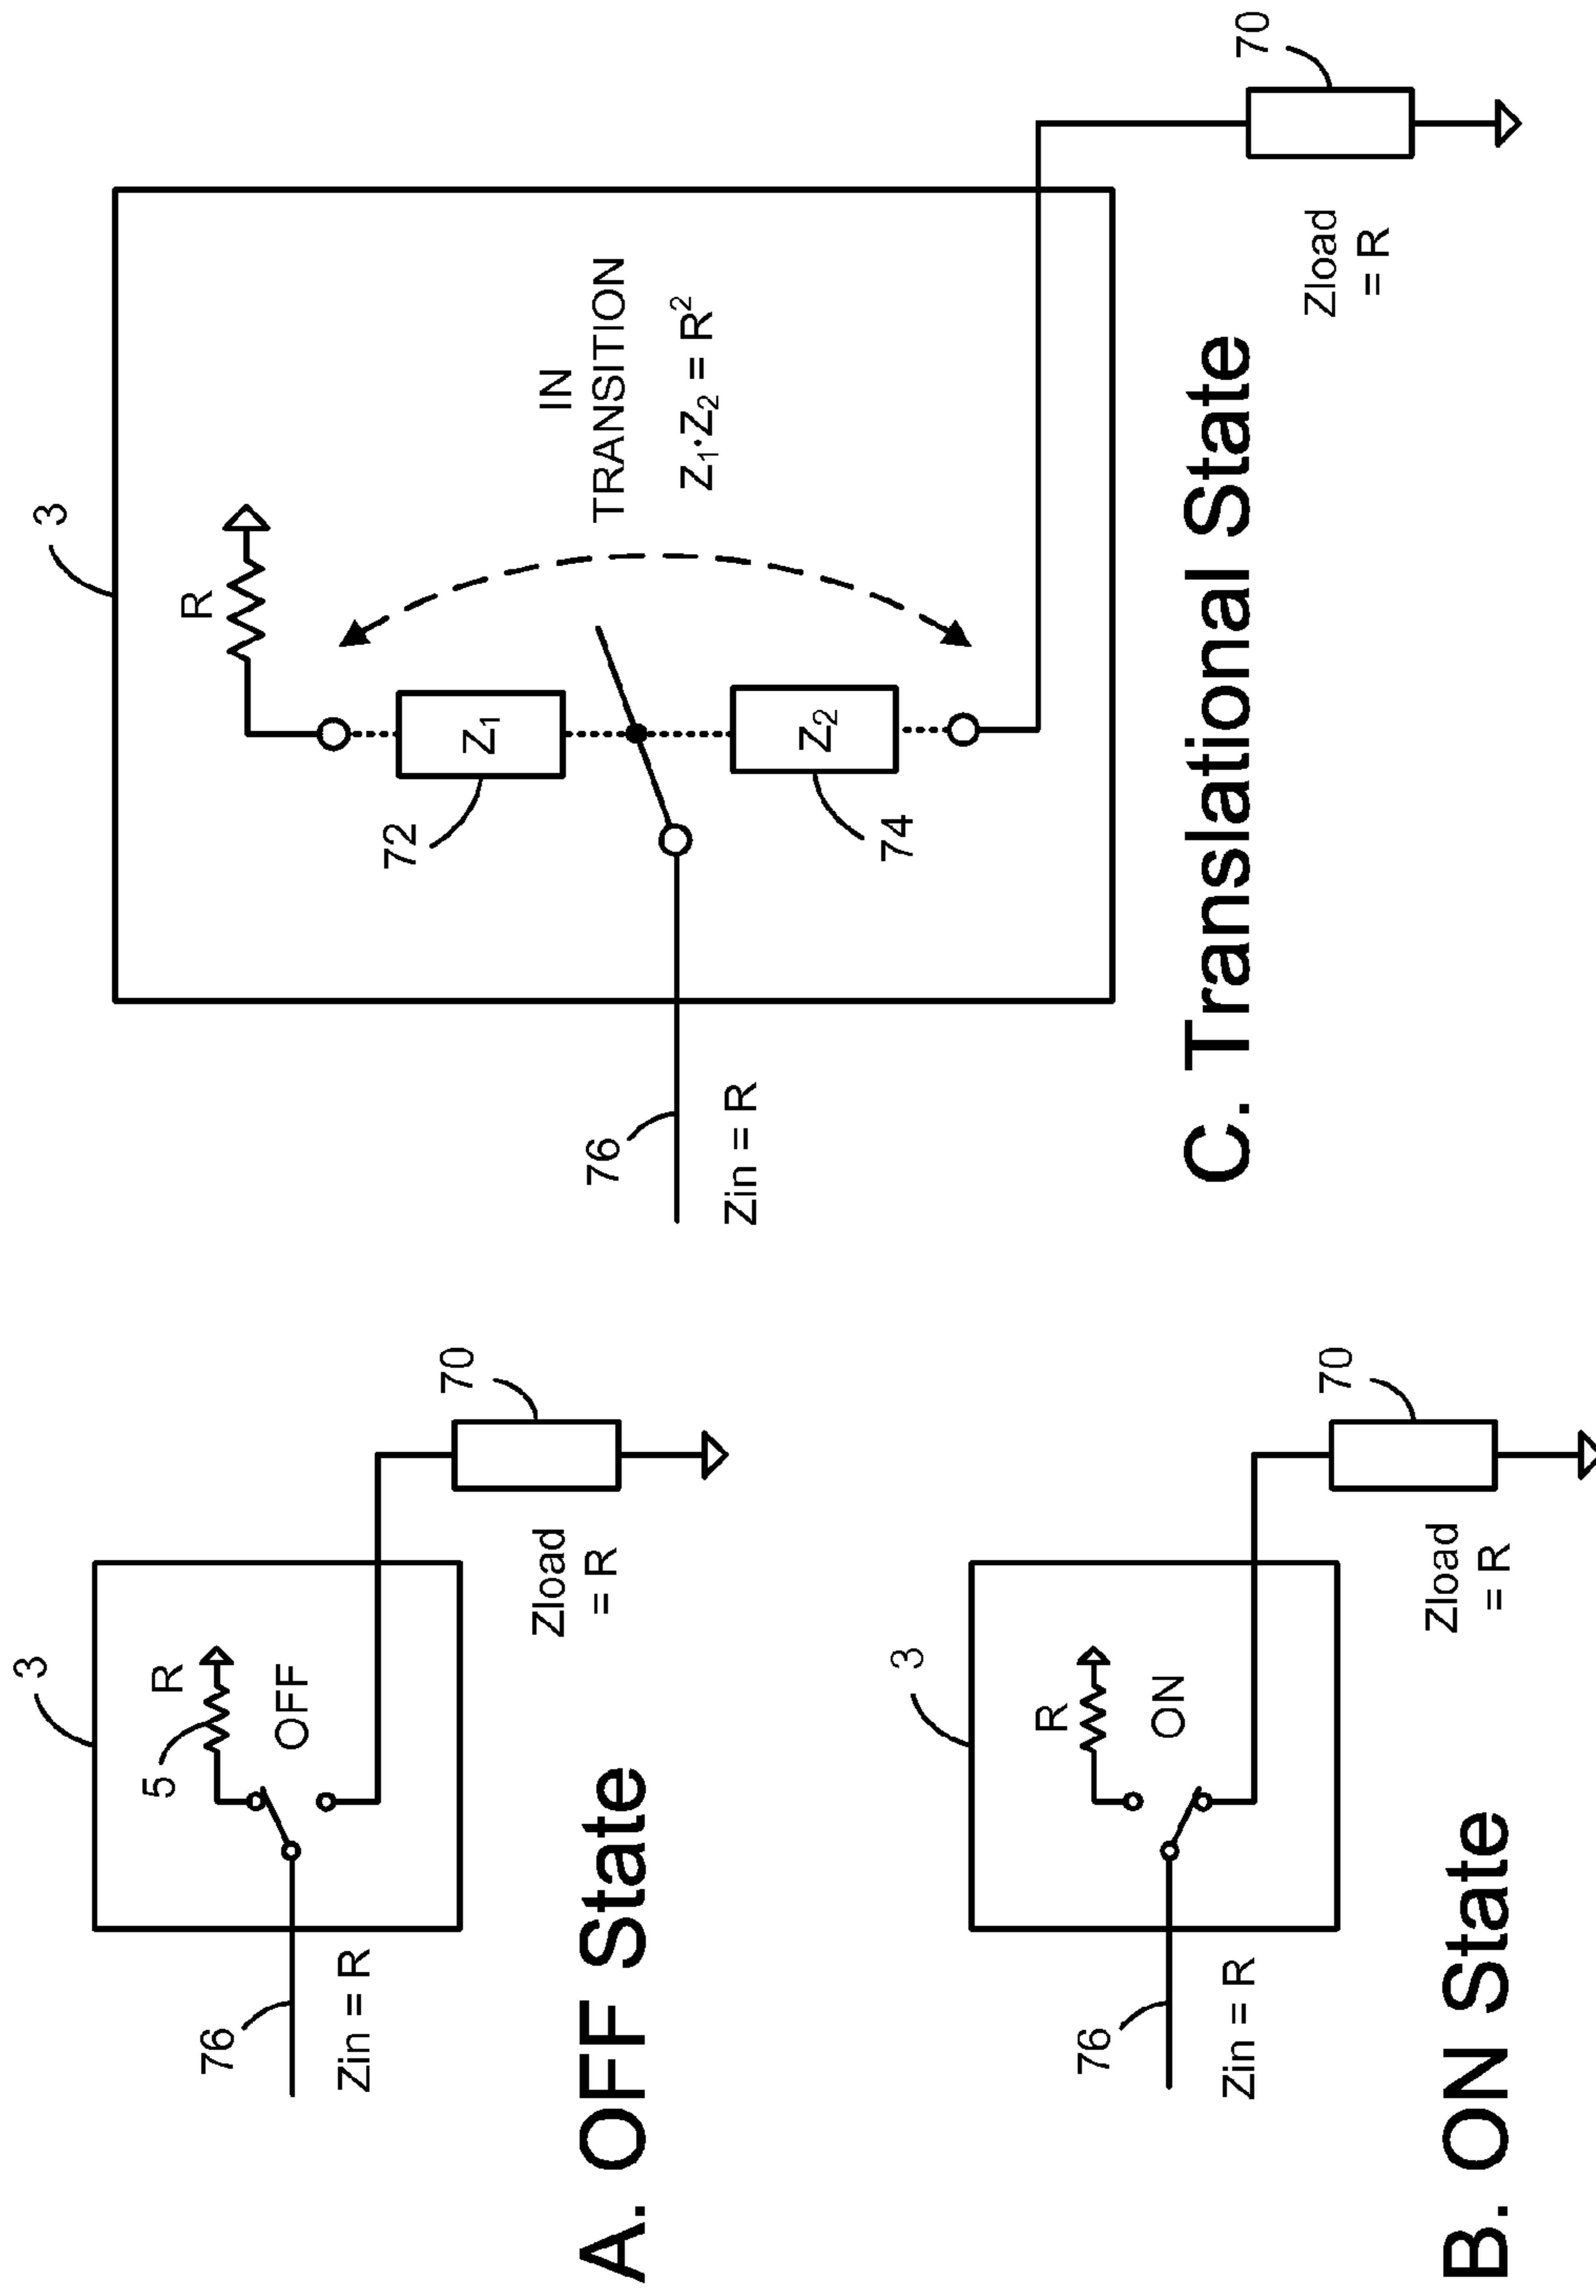 3
5
R
OFF
76
Zin = R
Zload
= R
70
A. OFF State
3
R
ON
76
Zin = R
Zload
= R
70
B. ON State
3
R
72
Z₁
IN
TRANSITION
Z₁·Z₂ = R²
74
Z₂
76
Zin = R
Zload
= R
70
C. Translational State